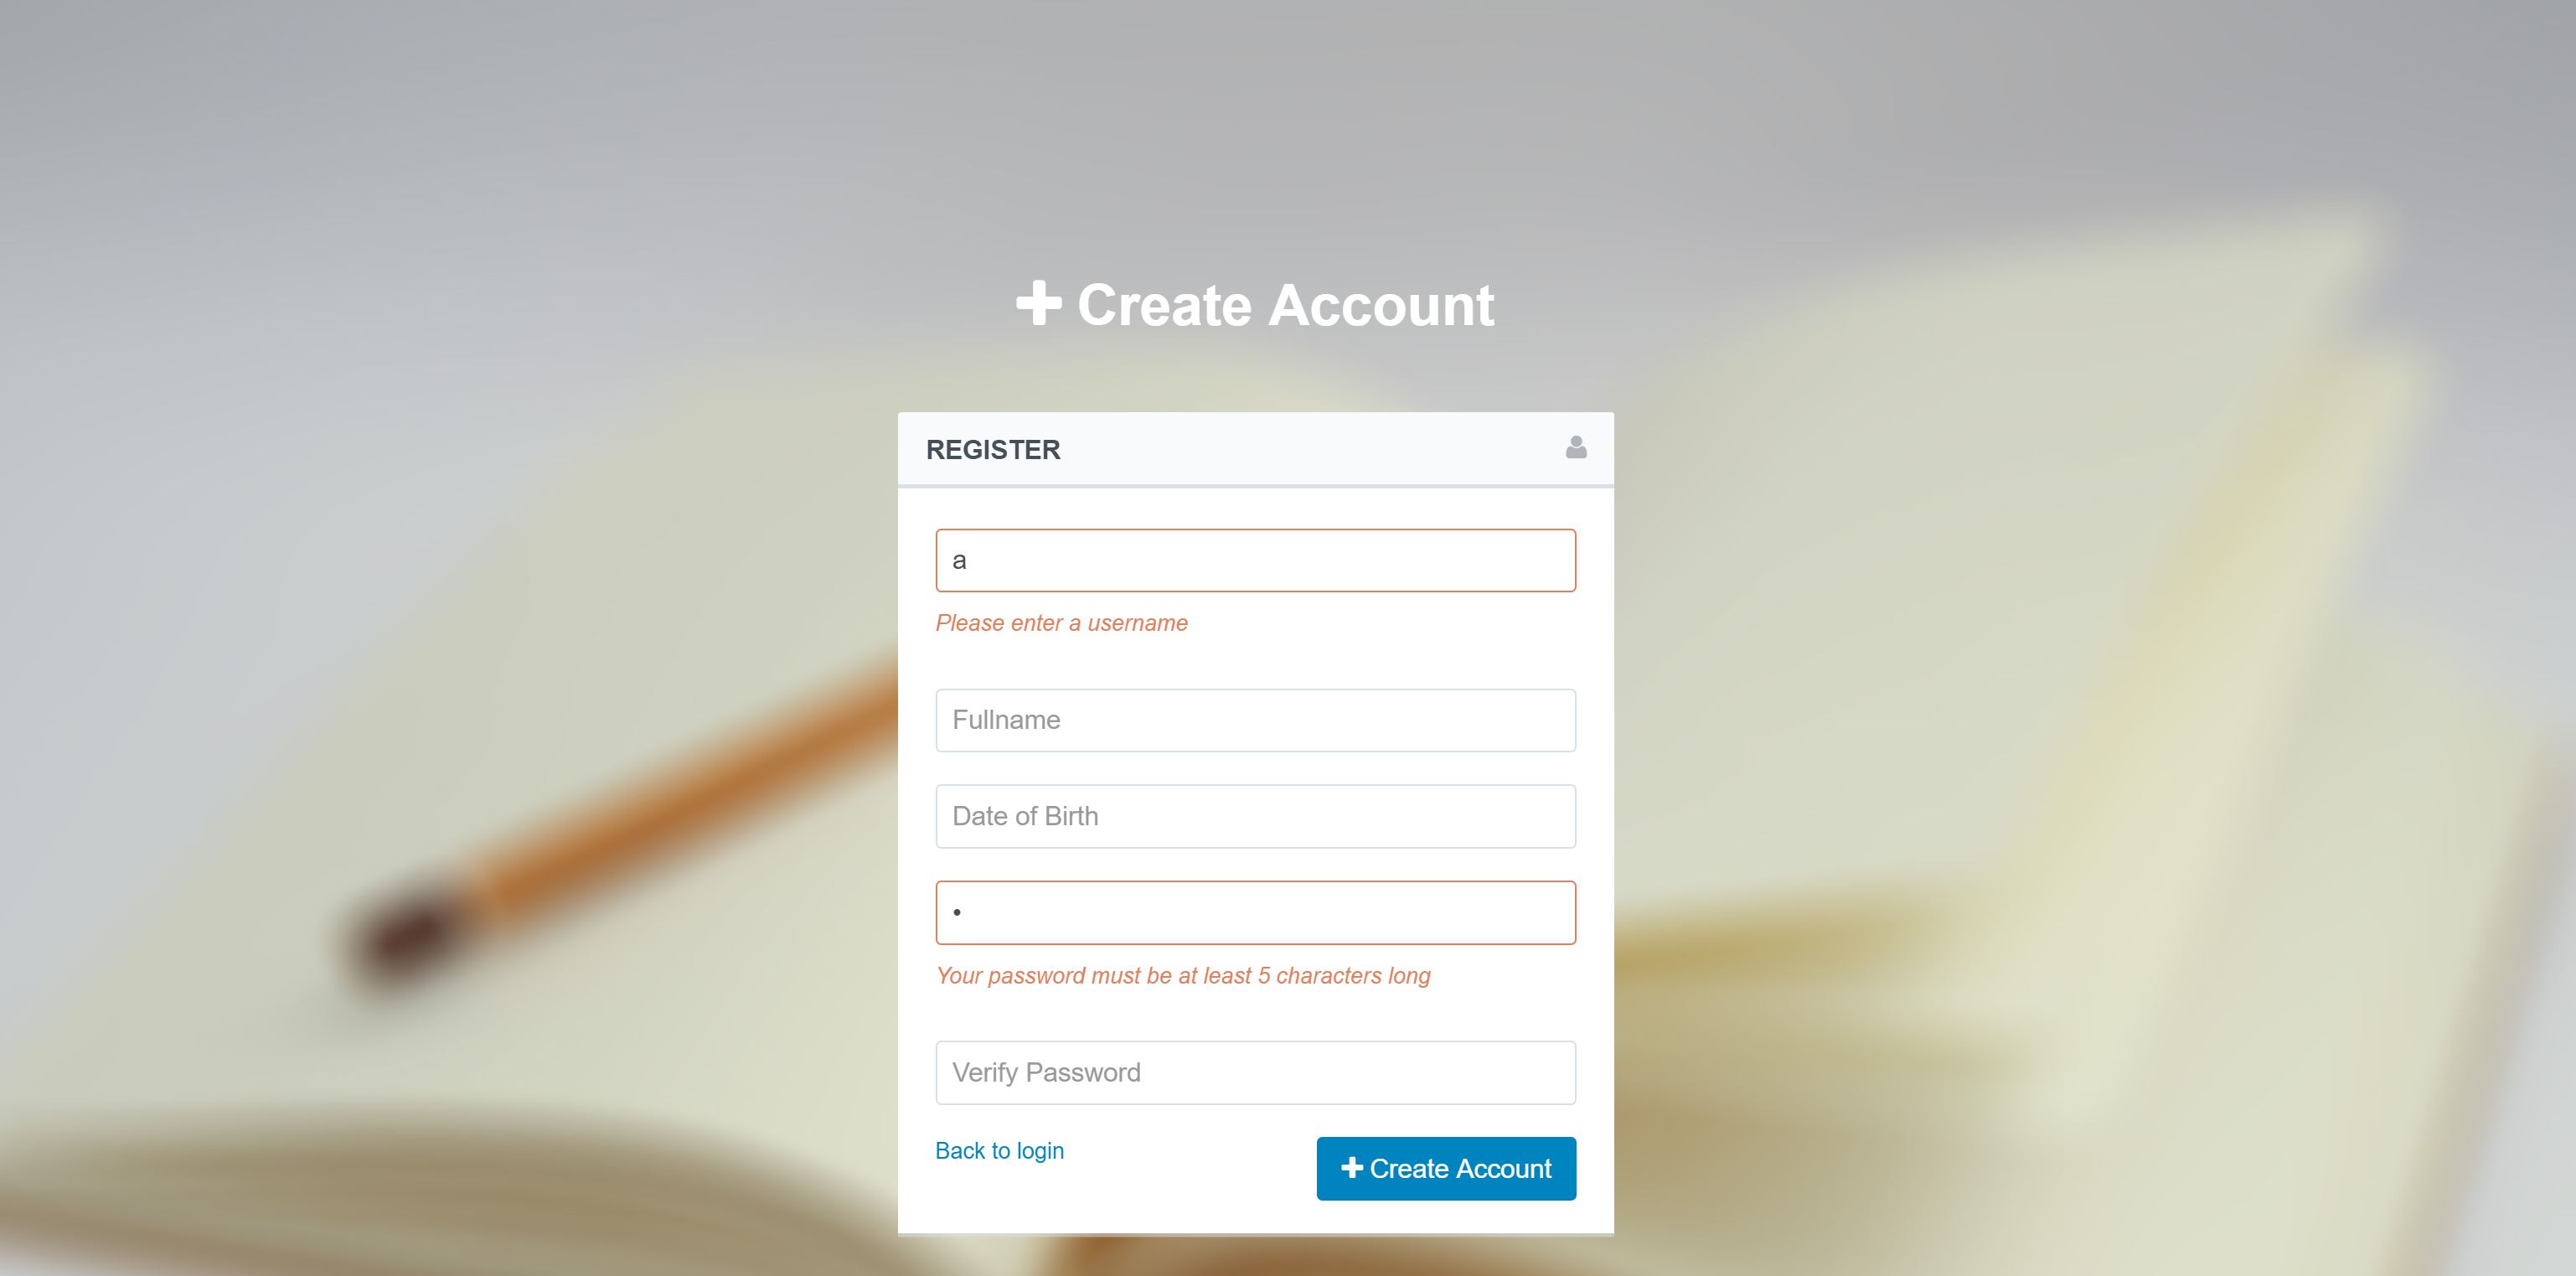 Create Account
REGISTER
a
Please enter a username
Fullname
Date of Birth
•
Your password must be at least 5 characters long
Verify Password
Back to login
Create Account